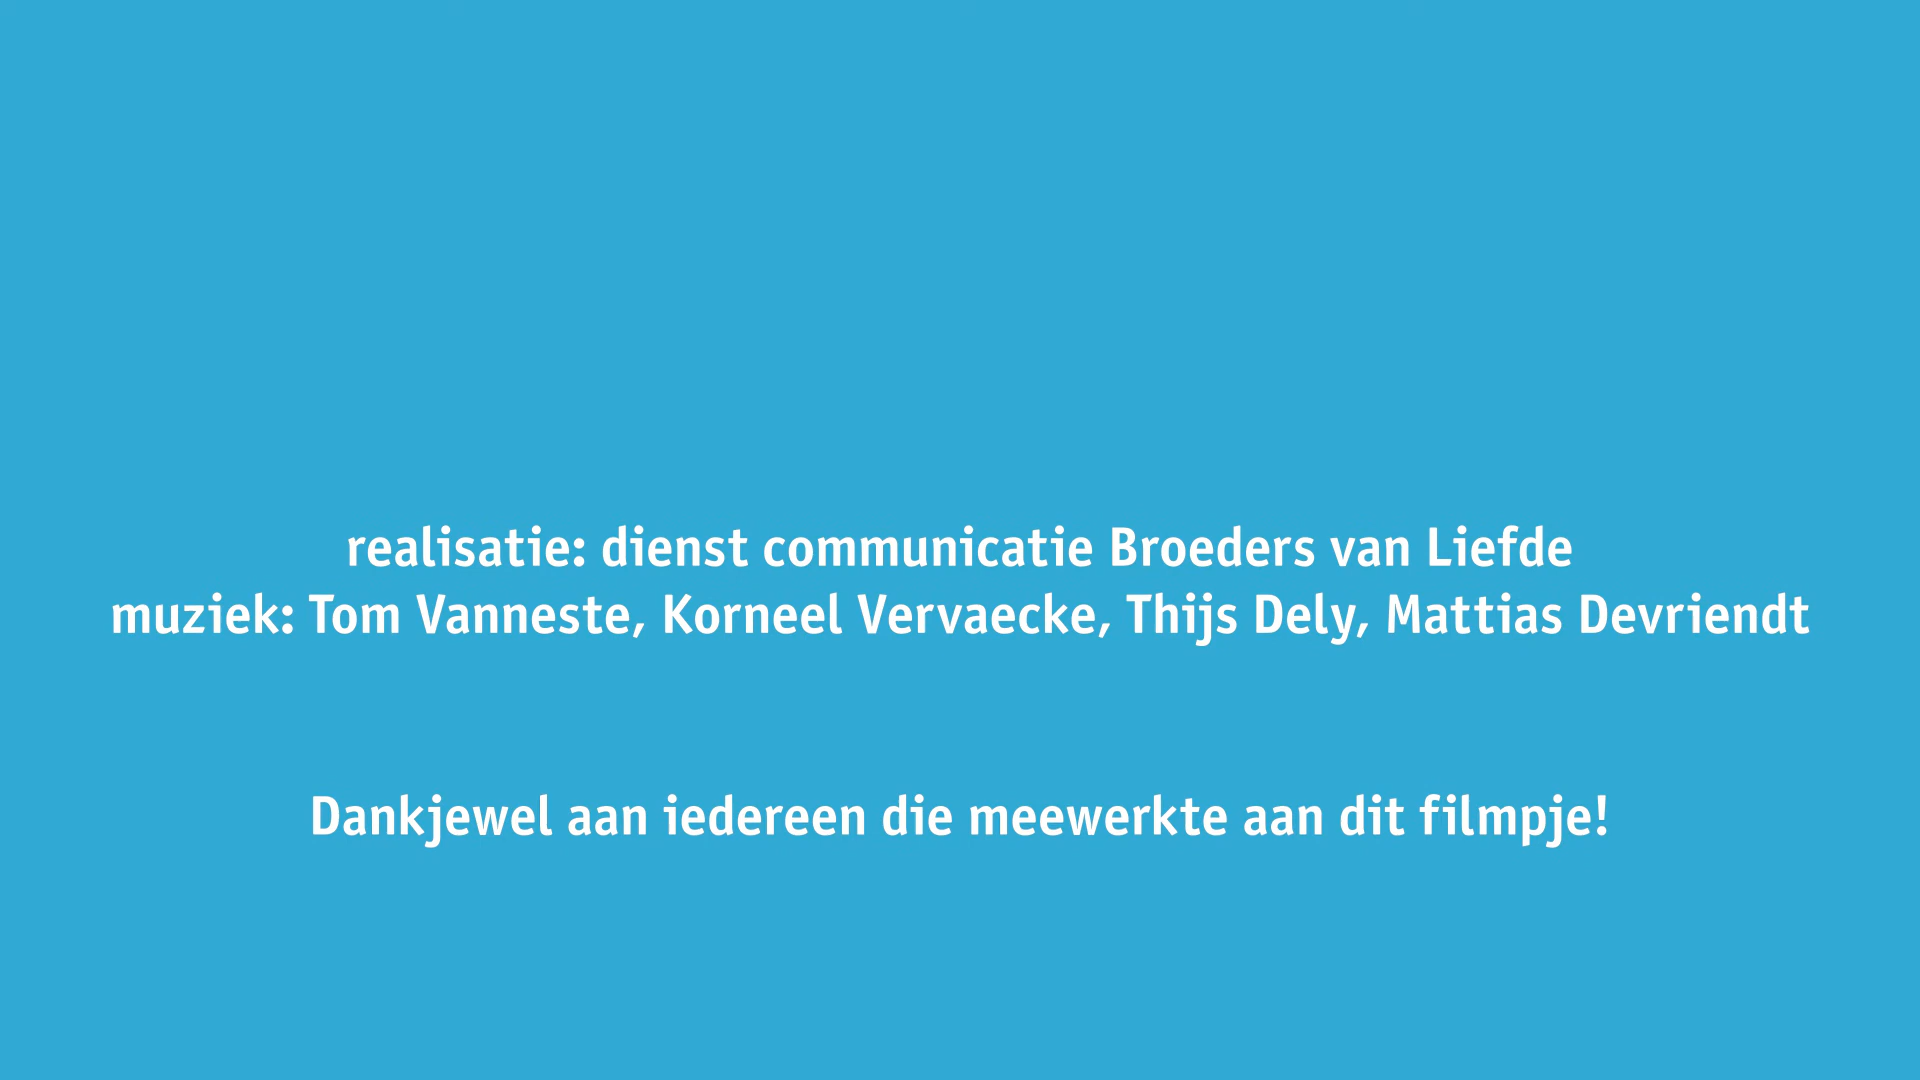 realisatie: dienst communicatie Broeders van Liefde
muziek: Tom Vanneste, Korneel Vervaecke, Thijs Dely, Mattias Devriendt
Dankjewel aan iedereen die meewerkte aan dit filmpje!